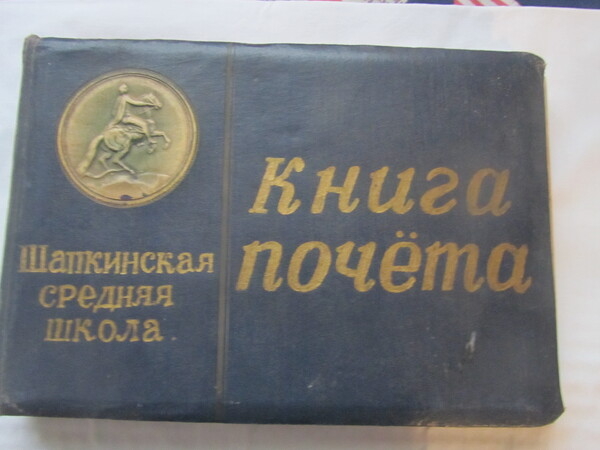 Шапкинская
средняя
школа
Книга
почёта